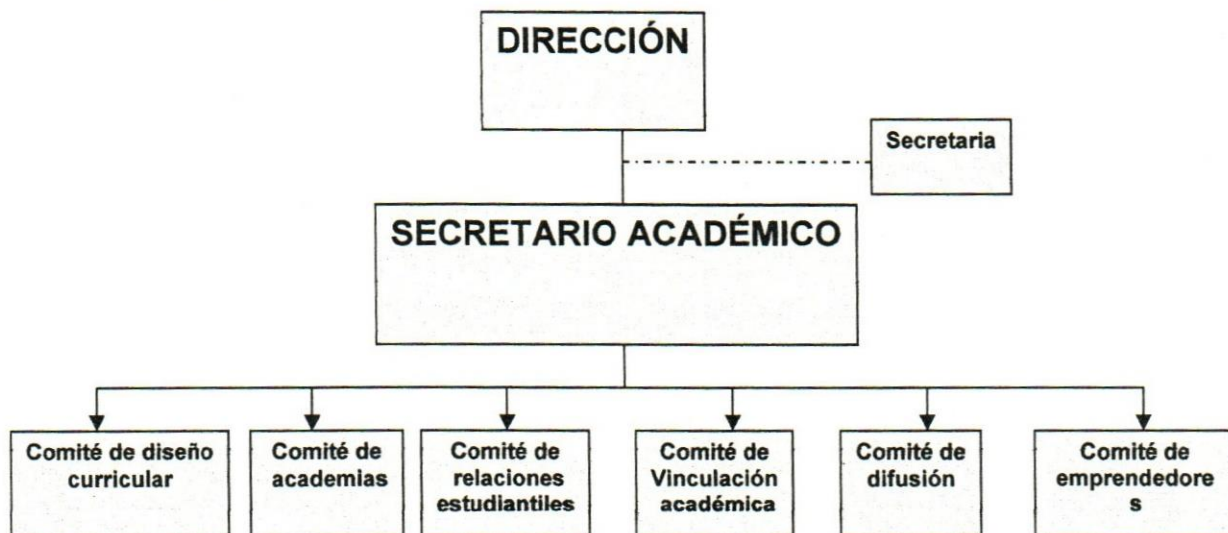 DIRECCIÓN
Secretaria
SECRETARIO ACADÉMICO
Comité de diseño
curricular
Comité de
academias
Comité de
relaciones
estudiantiles
Comité de
Vinculación
académica
Comité de
difusión
Comité de
emprendedore
s